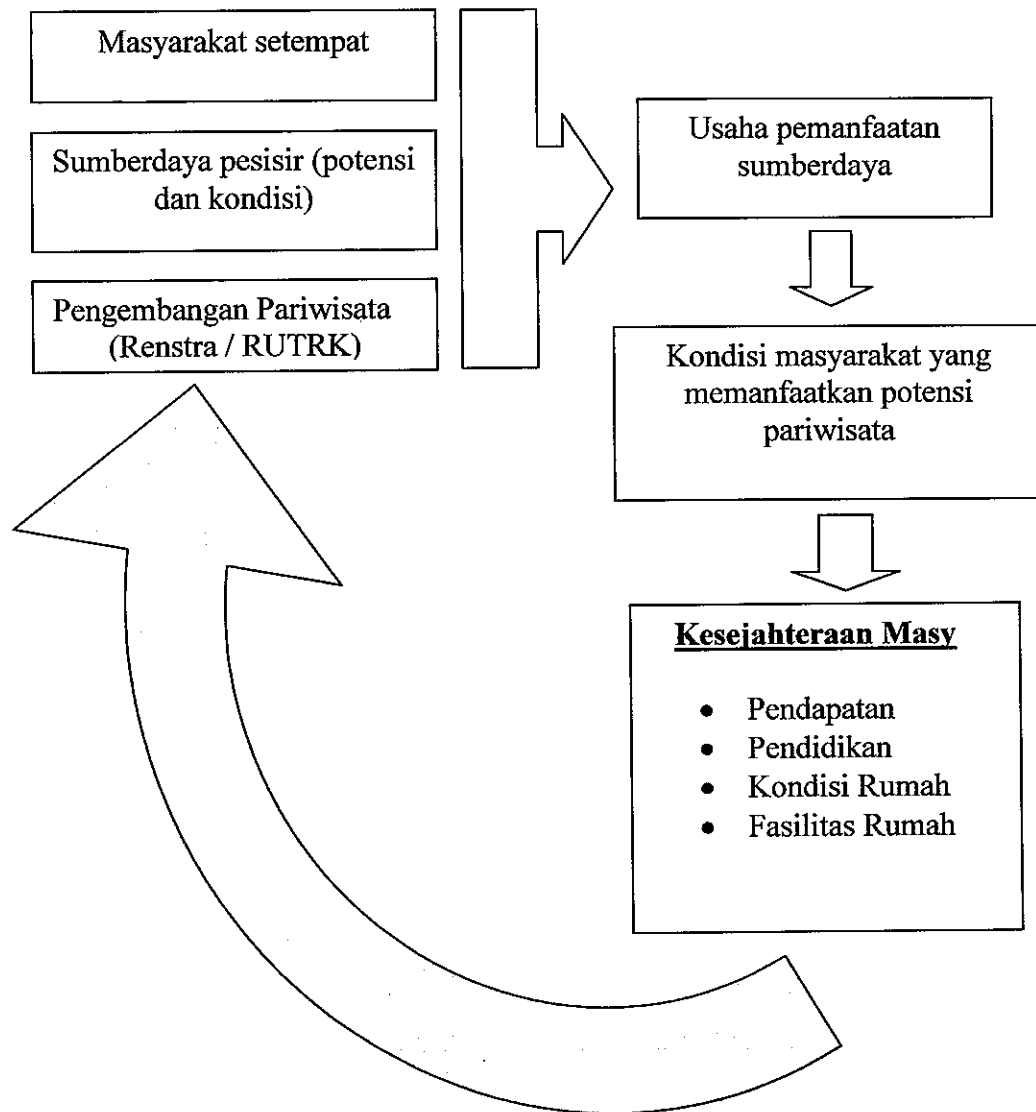 Masyarakat setempat
Sumberdaya pesisir (potensi
dan kondisi)
Pengembangan Pariwisata
(Renstra / RUTRK)
Usaha pemanfaatan
sumberdaya
Kondisi masyarakat yang
memanfaatkan potensi
pariwisata
Kesejahteraan Masy
• Pendapatan
• Pendidikan
• Kondisi Rumah
• Fasilitas Rumah